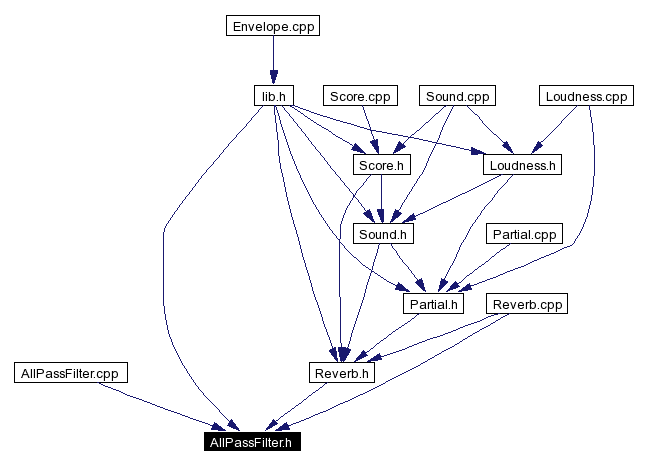 Envelope.cpp
lib.h
Score.cpp
Sound.cpp
Loudness.cpp
Score.h
Loudness.h
Sound.h
Partial.cpp
Partial.h
Reverb.cpp
AllPassFilter.cpp
Reverb.h
AllPassFilter.h